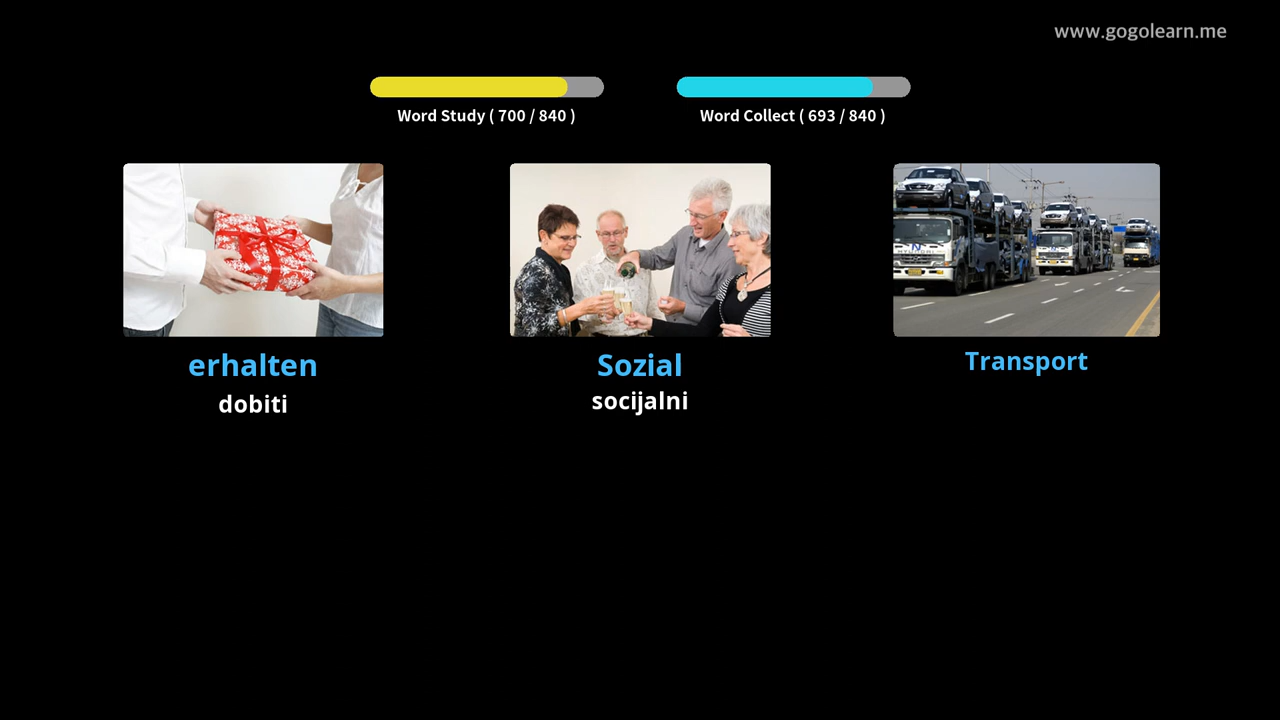 www.gogolearn.me
Word Study ( 700 / 840 )
Word Collect ( 693 / 840 )
erhalten
dobiti
Sozial
socijalni
Transport